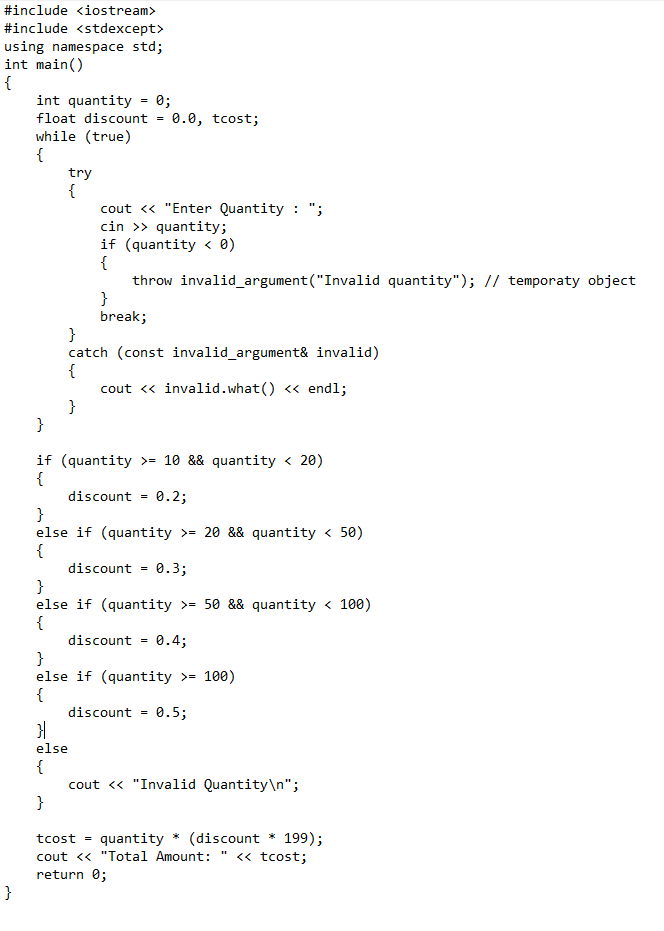 #include <iostream>
#include <stdexcept>
using namespace std;
int main()
{
    int quantity = 0;
    float discount = 0.0, tcost;
    while (true)
    {
        try
        {
            cout << "Enter Quantity : ";
            cin >> quantity;
            if (quantity < 0)
            {
                throw invalid_argument("Invalid quantity"); // temporaty object
            }
            break;
        }
        catch (const invalid_argument& invalid)
        {
            cout << invalid.what() << endl;
        }
    }

    if (quantity >= 10 && quantity < 20)
    {
        discount = 0.2;
    }
    else if (quantity >= 20 && quantity < 50)
    {
        discount = 0.3;
    }
    else if (quantity >= 50 && quantity < 100)
    {
        discount = 0.4;
    }
    else if (quantity >= 100)
    {
        discount = 0.5;
    }
    else
    {
        cout << "Invalid Quantity\n";
    }

    tcost = quantity * (discount * 199);
    cout << "Total Amount: " << tcost;
    return 0;
}